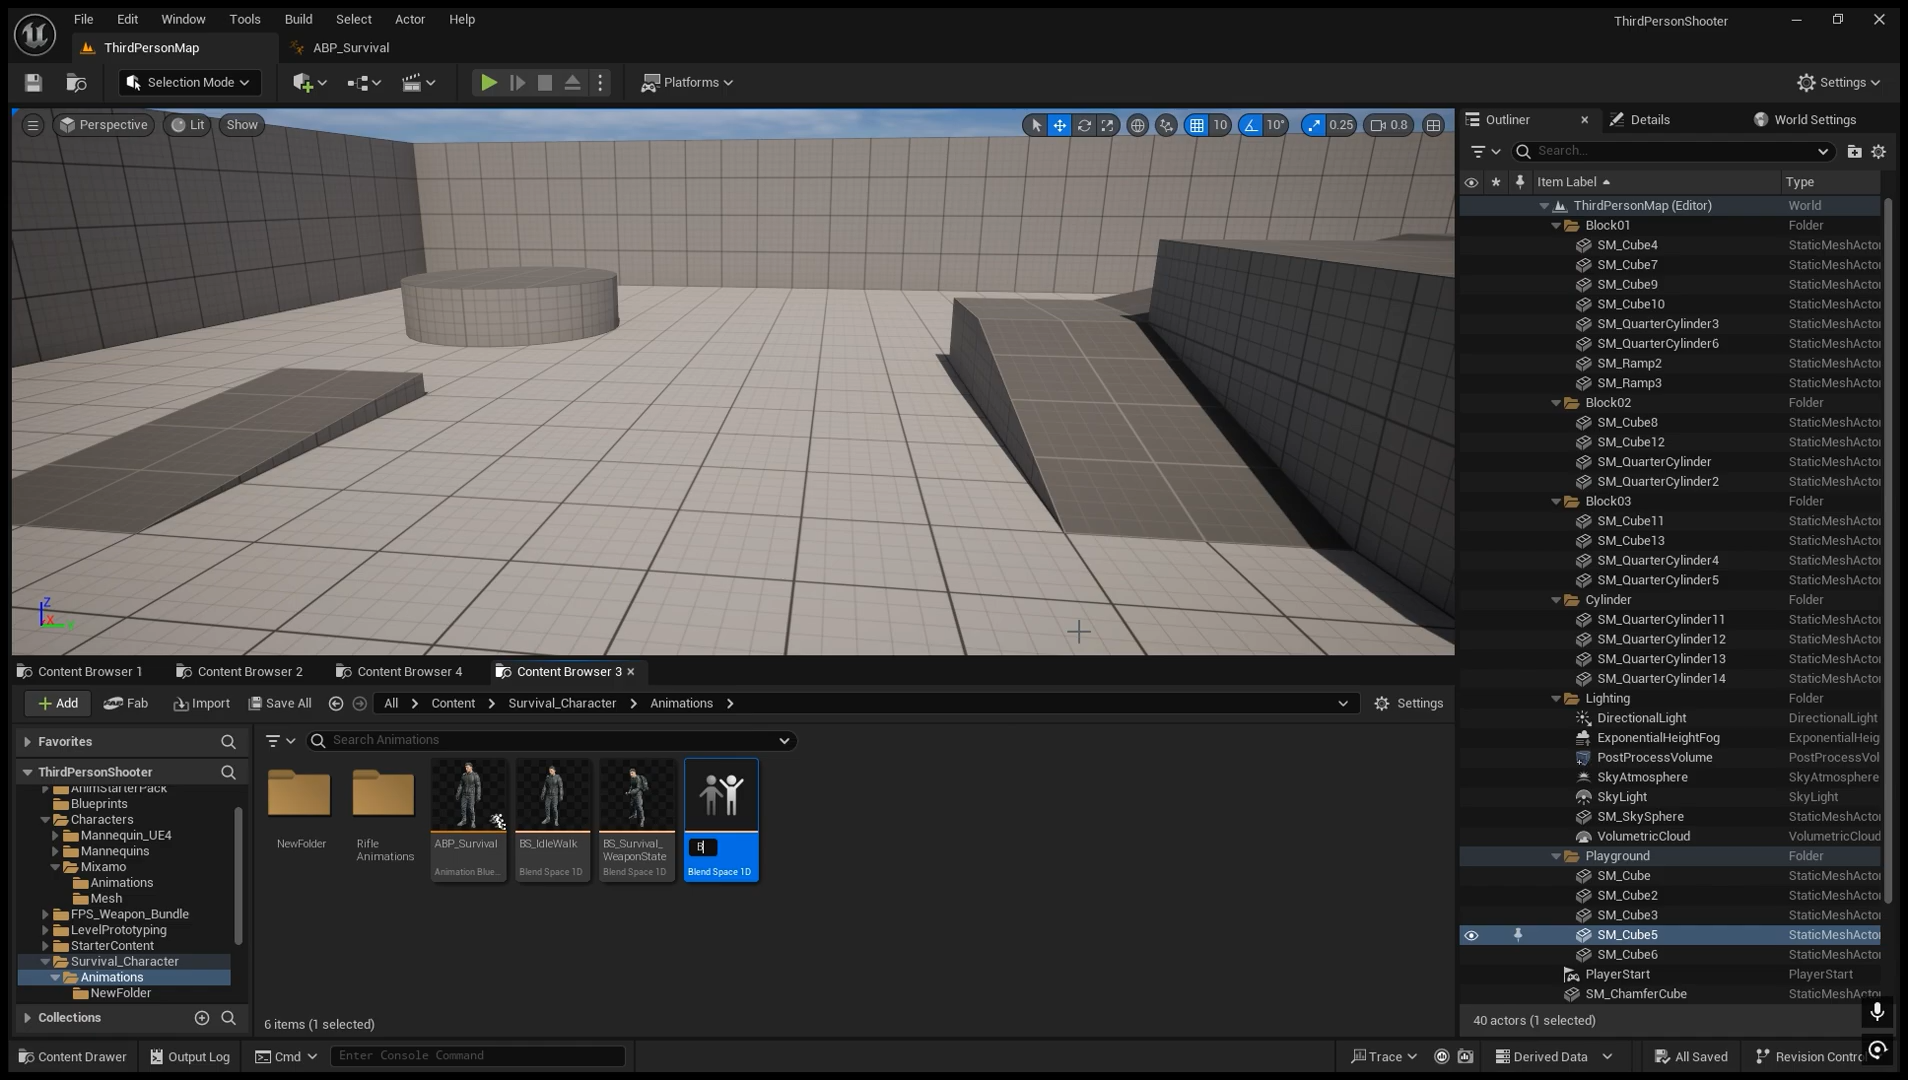 File Edit Window Tools Build Select Actor Help ThirdPersonShooter
ThirdPersonMap ABP_Survival
Selection Mode Platforms Settings
Perspective Lit Show 10 10° 0.25 0.8
Outliner Details World Settings
Search...
Item Label Type
ThirdPersonMap (Editor) World
Block01 Folder
SM_Cube4 StaticMeshActor
SM_Cube7 StaticMeshActor
SM_Cube9 StaticMeshActor
SM_Cube10 StaticMeshActor
SM_QuarterCylinder3 StaticMeshActor
SM_QuarterCylinder6 StaticMeshActor
SM_Ramp2 StaticMeshActor
SM_Ramp3 StaticMeshActor
Block02 Folder
SM_Cube8 StaticMeshActor
SM_Cube12 StaticMeshActor
SM_QuarterCylinder StaticMeshActor
SM_QuarterCylinder2 StaticMeshActor
Block03 Folder
SM_Cube11 StaticMeshActor
SM_Cube13 StaticMeshActor
SM_QuarterCylinder4 StaticMeshActor
SM_QuarterCylinder5 StaticMeshActor
Cylinder Folder
SM_QuarterCylinder11 StaticMeshActor
SM_QuarterCylinder12 StaticMeshActor
SM_QuarterCylinder13 StaticMeshActor
SM_QuarterCylinder14 StaticMeshActor
Lighting Folder
DirectionalLight DirectionalLight
ExponentialHeightFog ExponentialHeig
PostProcessVolume PostProcessVol
SkyAtmosphere SkyAtmosphere
SkyLight SkyLight
SM_SkySphere StaticMeshActor
VolumetricCloud VolumetricCloud
Playground Folder
SM_Cube StaticMeshActor
SM_Cube2 StaticMeshActor
SM_Cube3 StaticMeshActor
SM_Cube5 StaticMeshActor
SM_Cube6 StaticMeshActor
PlayerStart PlayerStart
SM_ChamferCube StaticMeshActor
40 actors (1 selected)
Z
X
Content Browser 1 Content Browser 2 Content Browser 4 Content Browser 3
Add Fab Import Save All All Content Survival_Character Animations Settings
Favorites
ThirdPersonShooter
AnimStarterPack
Blueprints
Characters
Mannequin_UE4
Mannequins
Mixamo
Animations
Mesh
FPS_Weapon_Bundle
LevelPrototyping
StarterContent
Survival_Character
Animations
NewFolder
Collections
Search Animations
NewFolder
Rifle
Animations
ABP_Survival
Animation Blue...
BS_IdleWalk
Blend Space 1D
BS_Survival_
WeaponState
Blend Space 1D
B
Blend Space 1D
6 items (1 selected)
Content Drawer Output Log Cmd Enter Console Command Trace Derived Data All Saved Revision Contro